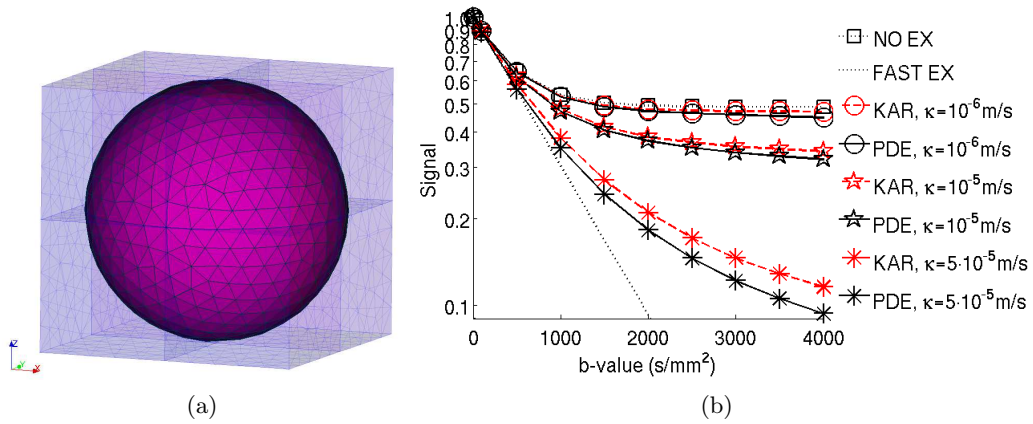 Z
Y
X
(a)
1.0
0.9
0.8
0.7
0.6
0.5
0.4
0.3
0.2
0.1
Signal
0 1000 2000 3000 4000
b-value (s/mm²)
NO EX
FAST EX
KAR, κ=10⁻⁶m/s
PDE, κ=10⁻⁶m/s
KAR, κ=10⁻⁵m/s
PDE, κ=10⁻⁵m/s
KAR, κ=5·10⁻⁵m/s
PDE, κ=5·10⁻⁵m/s
(b)